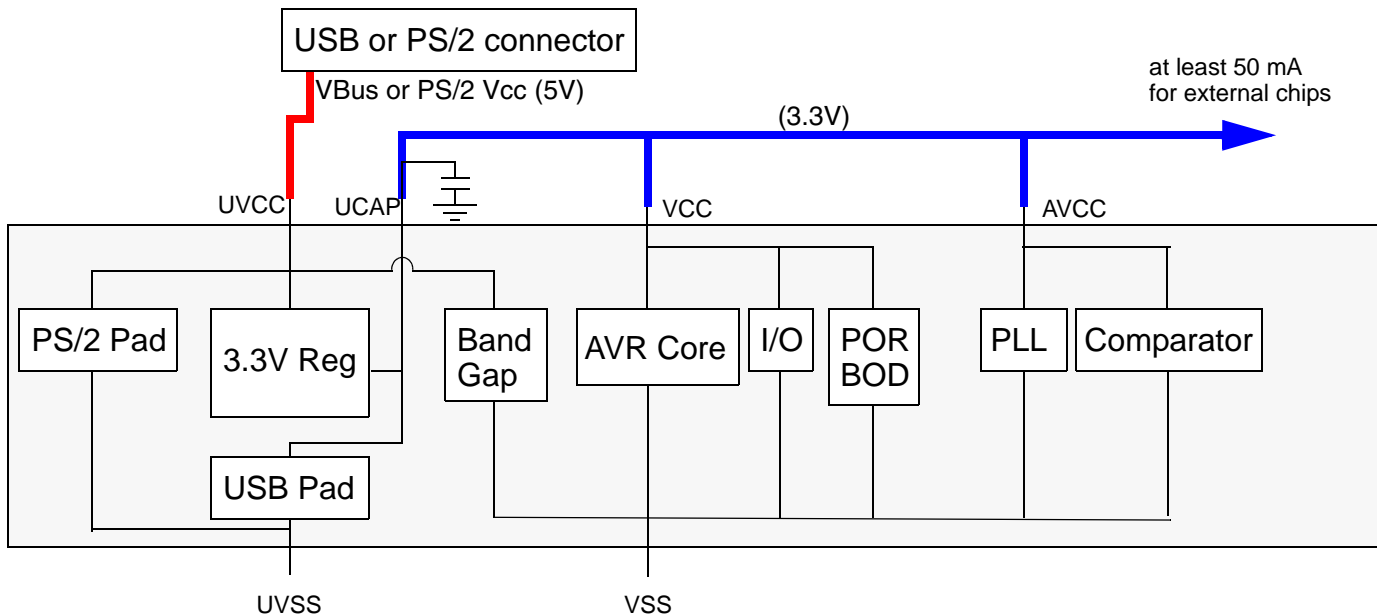 USB or PS/2 connector
VBus or PS/2 Vcc (5V)
at least 50 mA
for external chips
(3.3V)
UVCC
UCAP
VCC
AVCC
PS/2 Pad
3.3V Reg
Band
Gap
AVR Core
I/O
POR
BOD
PLL
Comparator
USB Pad
UVSS
VSS